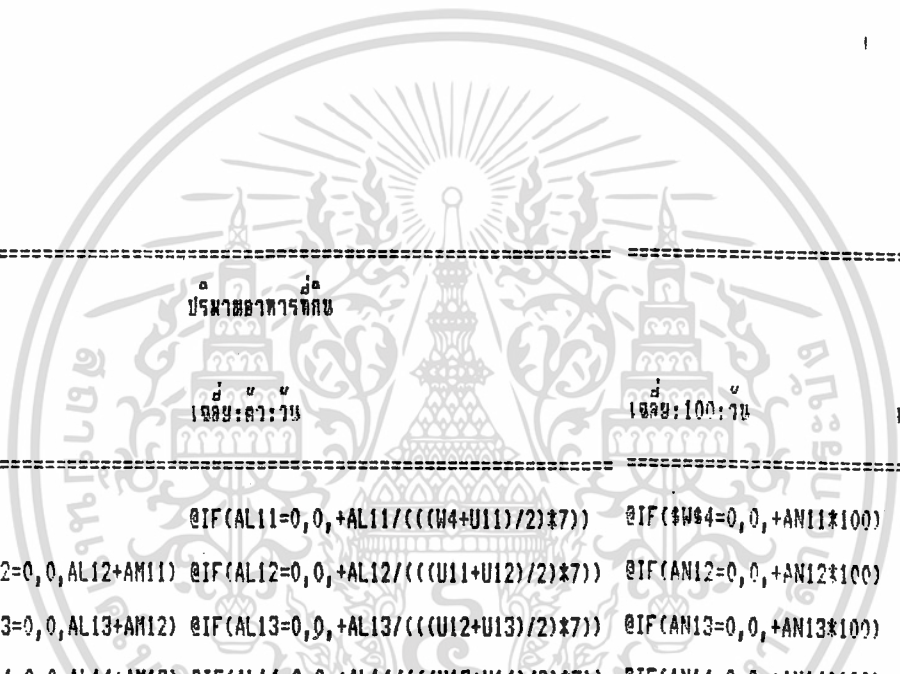 =====================================================  ==========================
ปริมาณอาหารที่กิน
เฉลี่ย:ตัว:วัน เฉลี่ย:100:วัน
=====================================================  ==========================
@IF(AL11=0,0,+AL11/(((W4+U11)/2)*7)) @IF($W$4=0,0,+AN11*100)
2=0,0,AL12+AM11) @IF(AL12=0,0,+AL12/(((U11+U12)/2)*7)) @IF(AN12=0,0,+AN12*100)
3=0,0,AL13+AM12) @IF(AL13=0,0,+AL13/(((U12+U13)/2)*7)) @IF(AN13=0,0,+AN13*100)